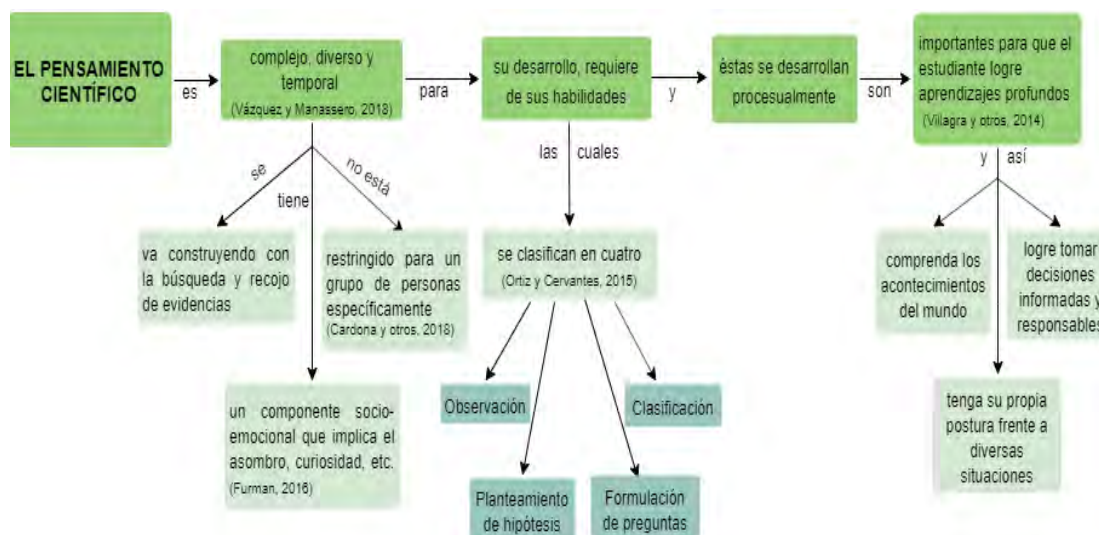 EL PENSAMIENTO
CIENTÍFICO
es
complejo, diverso y
temporal
(Vázquez y Manassero, 2018)
para
su desarrollo, requiere
de sus habilidades
y
éstas se desarrollan
procesualmente
son
importantes para que el
estudiante logre
aprendizajes profundos
(Villagra y otros, 2014)
se
tiene
no está
las cuales
y así
va construyendo con
la búsqueda y recojo
de evidencias
restringido para un
grupo de personas
específicamente
(Cardona y otros, 2018)
se clasifican en cuatro
(Ortiz y Cervantes, 2015)
comprenda los
acontecimientos
del mundo
logre tomar
decisiones
informadas y
responsables
un componente socio-
emocional que implica el
asombro, curiosidad, etc.
(Furman, 2016)
Observación
Clasificación
Planteamiento
de hipótesis
Formulación
de preguntas
tenga su propia
postura frente a
diversas
situaciones